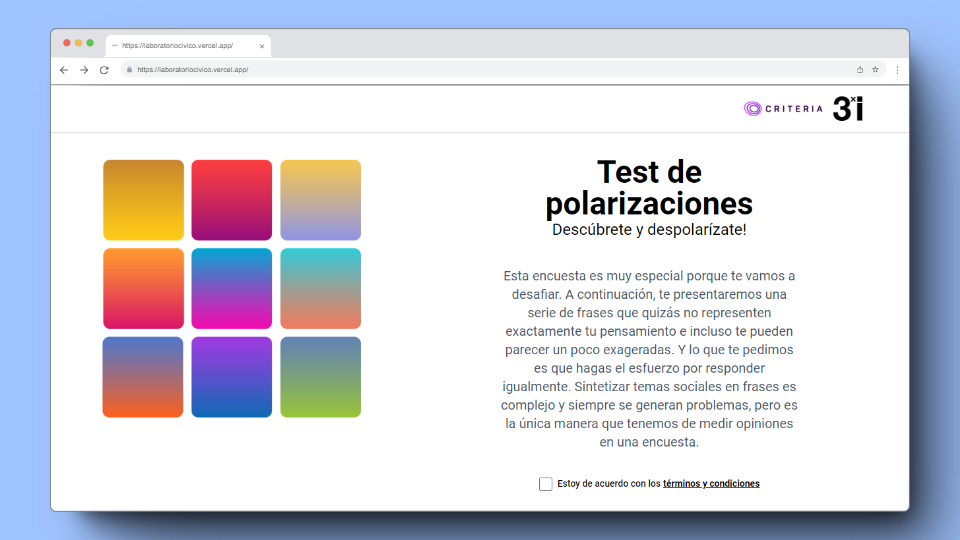 https://laboratoriocivico.vercel.app/
https://laboratoriocivico.vercel.app/
CRITERIA 3xi
Test de
polarizaciones
Descúbrete y despolarízate!
Esta encuesta es muy especial porque te vamos a
desafiar. A continuación, te presentaremos una
serie de frases que quizás no representen
exactamente tu pensamiento e incluso te pueden
parecer un poco exageradas. Y lo que te pedimos
es que hagas el esfuerzo por responder
igualmente. Sintetizar temas sociales en frases es
complejo y siempre se generan problemas, pero es
la única manera que tenemos de medir opiniones
en una encuesta.
Estoy de acuerdo con los términos y condiciones